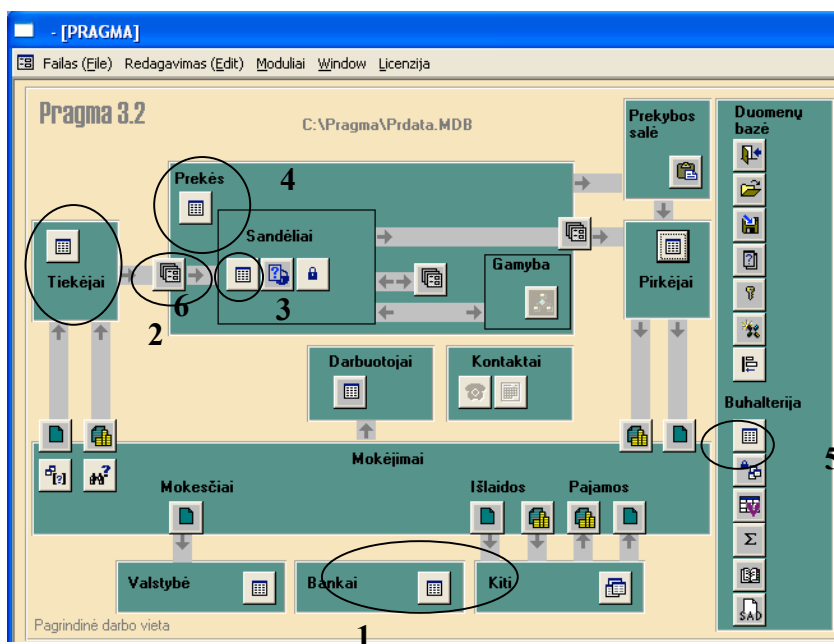 - [PRAGMA]
Failas (File) Redagavimas (Edit) Moduliai Window Licenzija
Pragma 3.2
C:\Pragma\Prdata.MDB
Prekybos
salė
Duomenų
bazė
Prekės
4
Sandėliai
Tiekėjai
6
2
3
Gamyba
Pirkėjai
Darbuotojai
Kontaktai
Buhalterija
5
Mokėjimai
Mokesčiai
Išlaidos
Pajamos
Σ
SAD
Valstybė
Bankai
Kiti
Pagrindinė darbo vieta
1